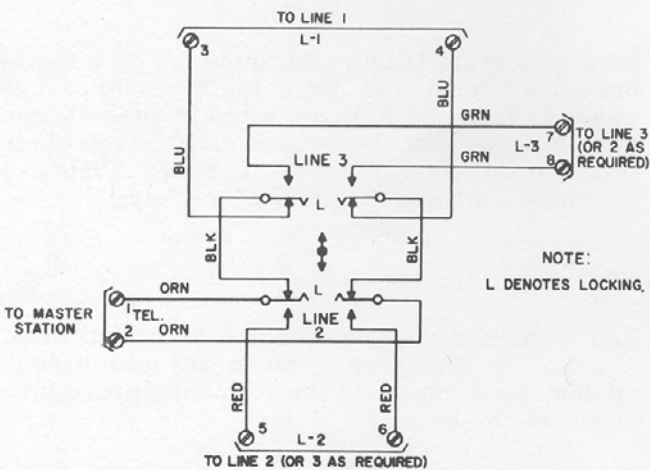 TO LINE 1
L-1
3
4
BLU
BLU
GRN
7
TO LINE 3
(OR 2 AS
REQUIRED)
L-3
GRN
8
LINE 3
L
BLK
BLK
NOTE:
L DENOTES LOCKING.
L
ORN
1
TEL.
TO MASTER
STATION
2
ORN
LINE
2
RED
RED
5
6
L-2
TO LINE 2 (OR 3 AS REQUIRED)